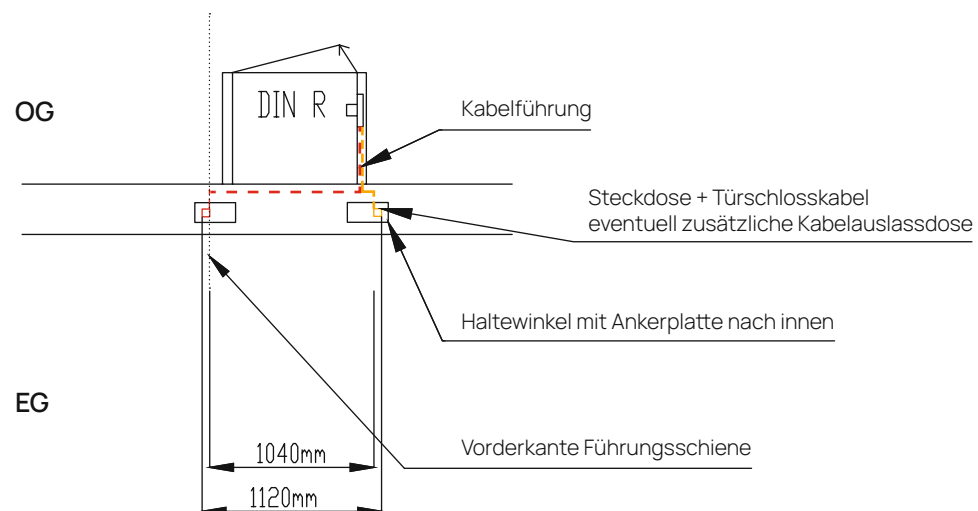 OG
DIN R
Kabelführung
Steckdose + Türschlosskabel
eventuell zusätzliche Kabelauslassdose
Haltewinkel mit Ankerplatte nach innen
EG
Vorderkante Führungsschiene
1040mm
1120mm